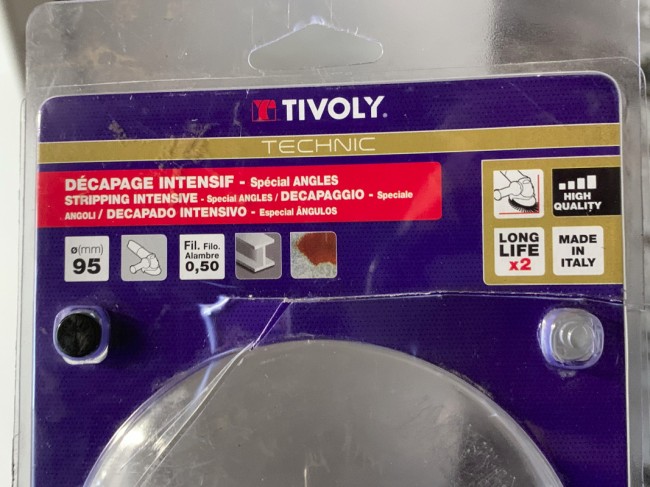 TIVOLY®
TECHNIC
DÉCAPAGE INTENSIF - Spécial ANGLES
STRIPPING INTENSIVE - Special ANGLES / DECAPAGGIO - Speciale
ANGOLI / DECAPADO INTENSIVO - Especial ÁNGULOS
HIGH
QUALITY
ø(mm)
95
Fil. Filo.
Alambre
0,50
LONG
LIFE
x2
MADE
IN
ITALY